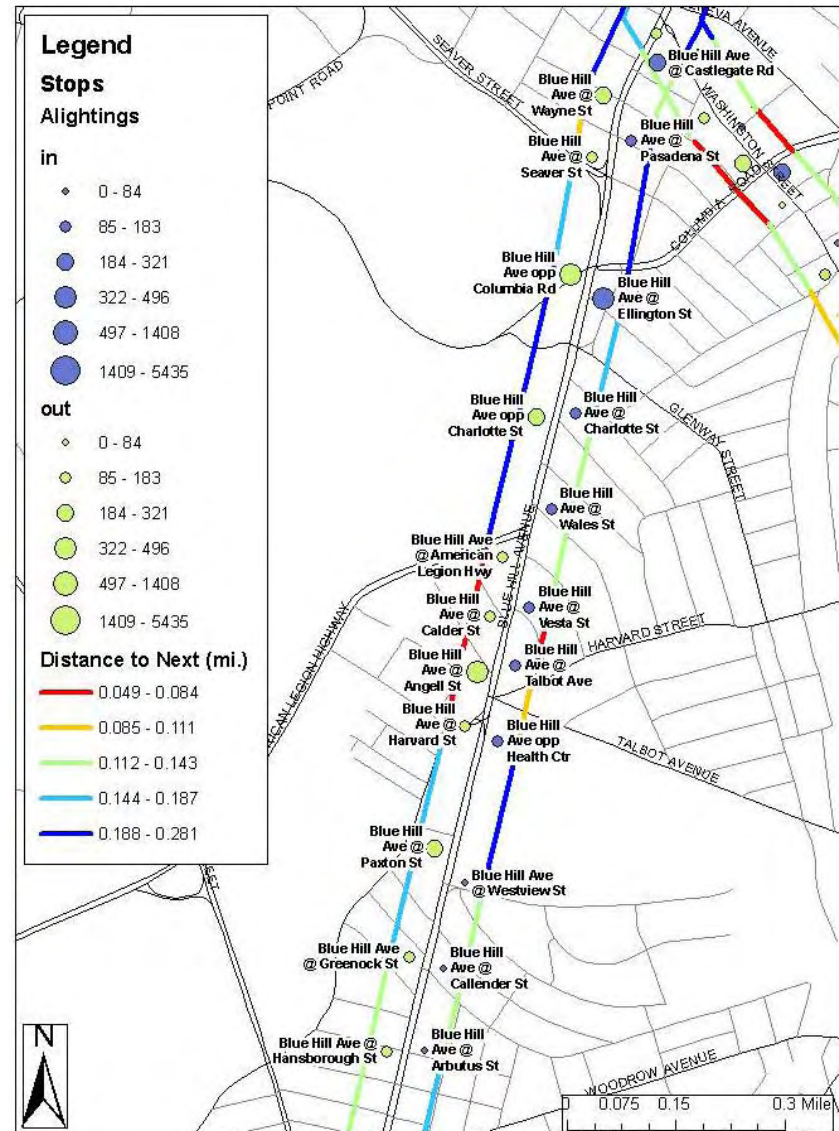 Legend
Stops
Alightings
in
0 - 84
85 - 183
184 - 321
322 - 496
497 - 1408
1409 - 5435
out
0 - 84
85 - 183
184 - 321
322 - 496
497 - 1408
1409 - 5435
Distance to Next (mi.)
0.049 - 0.084
0.085 - 0.111
0.112 - 0.143
0.144 - 0.187
0.188 - 0.281
POINT ROAD
SEAVER STREET
EVA AVENUE
WASHINGTON STREET
COLUMBIA ROAD
Blue Hill
Ave @
Wayne St
Blue Hill Ave
@ Castlegate Rd
Blue Hill
Ave @
Seaver St
Blue Hill
Ave @
Pasadena St
Blue Hill
Ave opp
Columbia Rd
Blue Hill
Ave @
Ellington St
Blue Hill
Ave opp
Charlotte St
Blue Hill
Ave @
Charlotte St
GLENWAY STREET
Blue Hill
Ave @
Wales St
BLUE HILL AVENUE
Blue Hill Ave
@ American
Legion Hwy
Blue Hill
Ave @
Calder St
Blue Hill
Ave @
Vesta St
HARVARD STREET
Blue Hill
Ave @
Angell St
Blue Hill
Ave @
Talbot Ave
RICAN LEGION HIGHWAY
Blue Hill
Ave @
Harvard St
Blue Hill
Ave opp
Health Ctr
TALBOT AVENUE
Blue Hill
Ave @
Paxton St
Blue Hill Ave
@ Westview St
Blue Hill Ave
@ Greenock St
Blue Hill
Ave @
Callender St
Blue Hill Ave @
Hansborough St
Blue Hill
Ave @
Arbutus St
WOODROW AVENUE
N
0 0.075 0.15 0.3 Mile